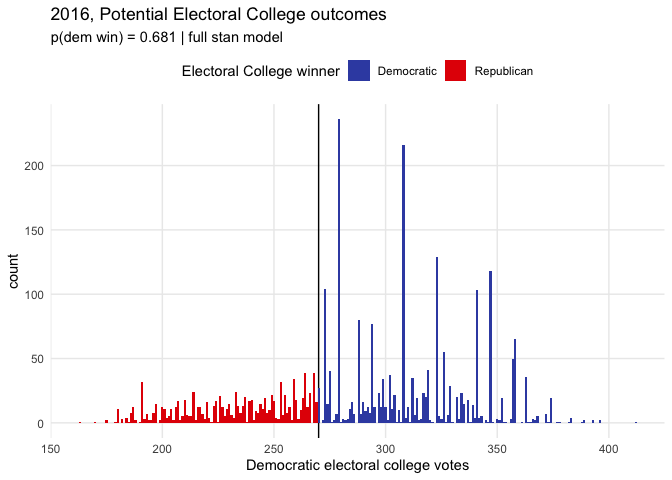 2016, Potential Electoral College outcomes
p(dem win) = 0.681 | full stan model
Electoral College winner Democratic Republican
200
150
100
50
0
count
150 200 250 300 350 400
Democratic electoral college votes